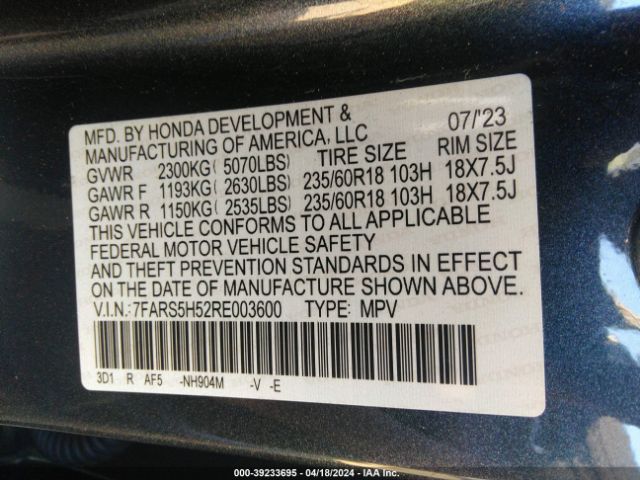 MFD. BY HONDA DEVELOPMENT & 07/'23
MANUFACTURING OF AMERICA, LLC
GVWR 2300KG( 5070LBS) TIRE SIZE RIM SIZE
GAWR F 1193KG( 2630LBS) 235/60R18 103H 18X7.5J
GAWR R 1150KG( 2535LBS) 235/60R18 103H 18X7.5J
THIS VEHICLE CONFORMS TO ALL APPLICABLE
FEDERAL MOTOR VEHICLE SAFETY
AND THEFT PREVENTION STANDARDS IN EFFECT
ON THE DATE OF MANUFACTURE SHOWN ABOVE.
V.I.N.: 7FARS5H52RE003600 TYPE: MPV
3D1 R AF5 -NH904M -V -E
000-39233695 - 04/18/2024 - IAA Inc.